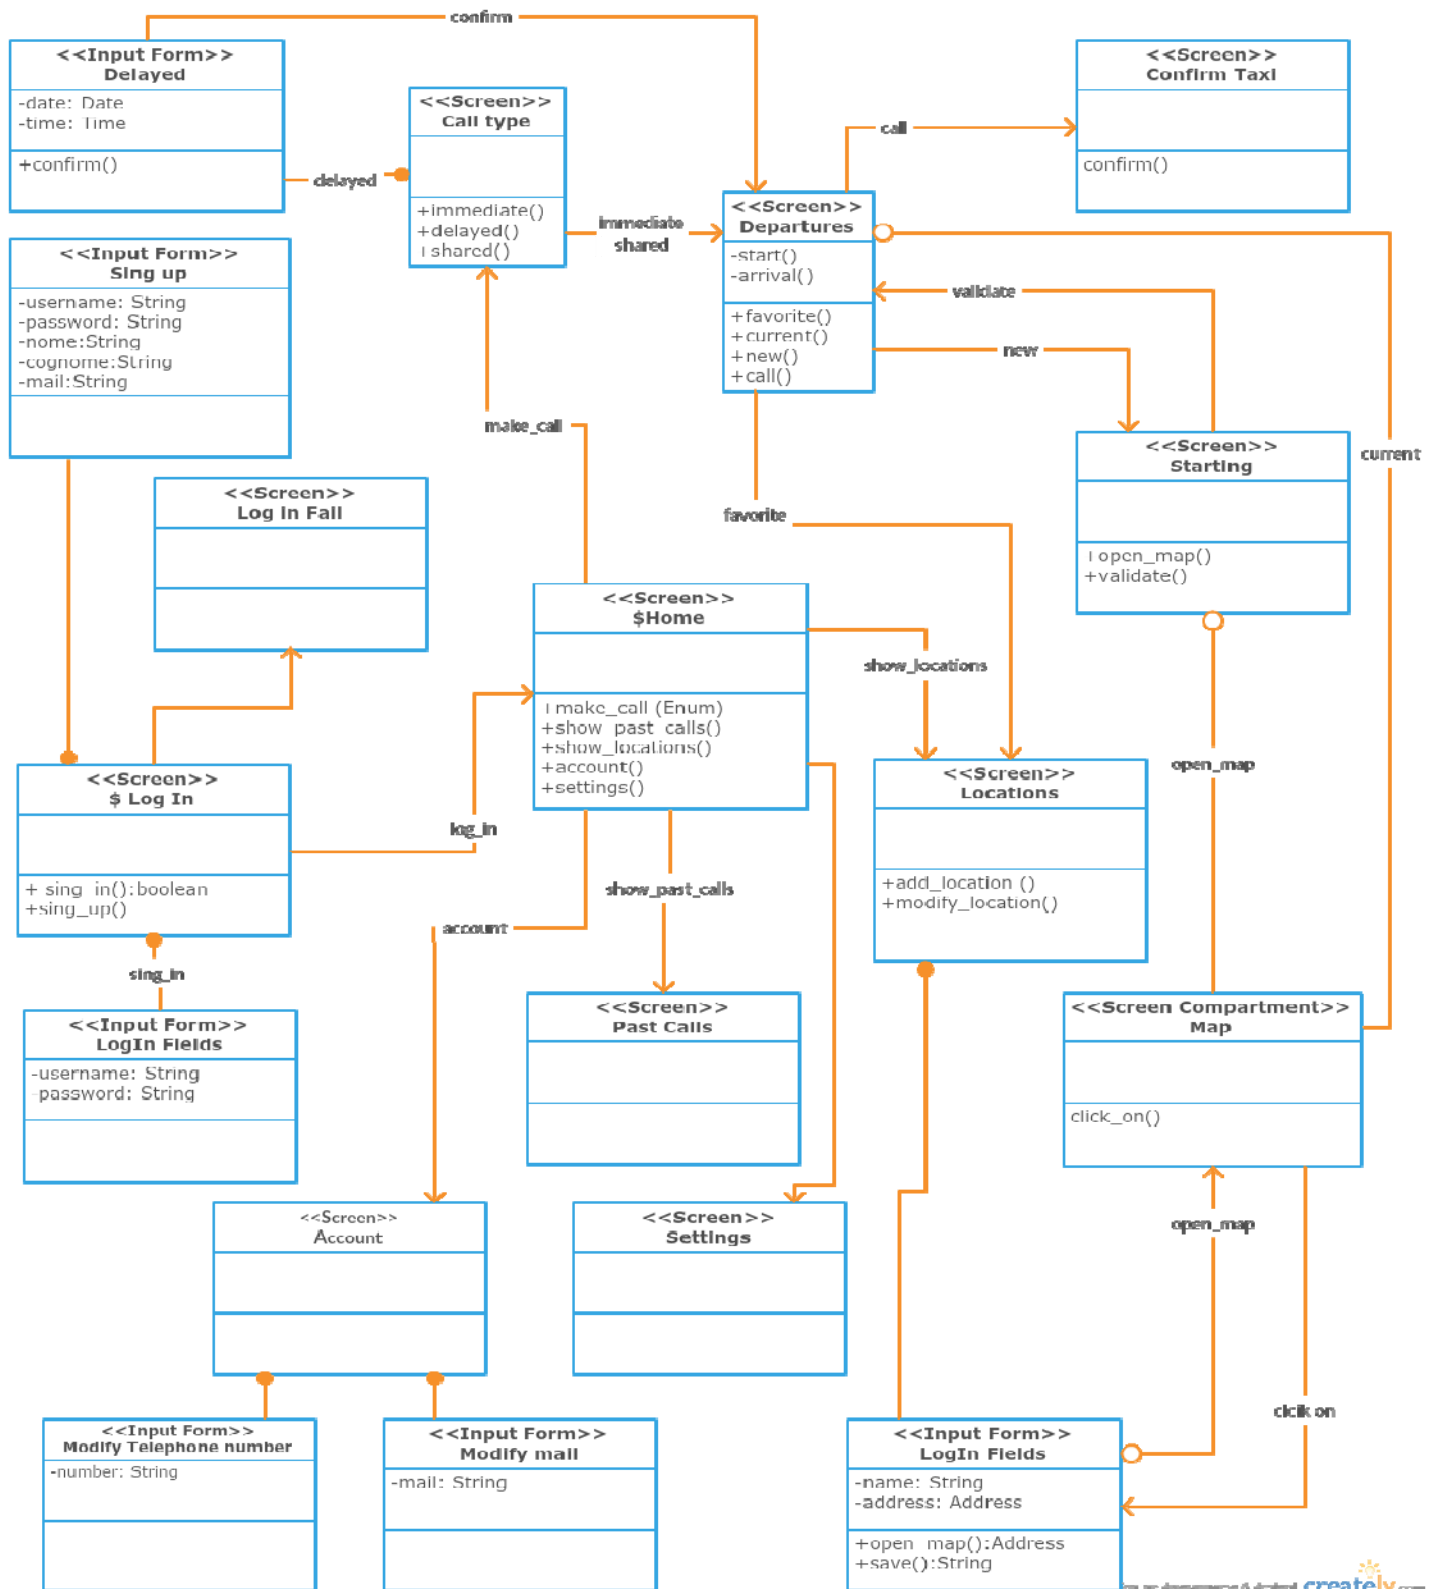 confirm
<<Input Form>>
Delayed
-date: Date
-time: Time
+confirm()
<<Screen>>
Call type
+immediate()
+delayed()
+shared()
delayed
<<Screen>>
Confirm Taxi
confirm()
call
immediate
shared
<<Screen>>
Departures
-start()
-arrival()
+favorite()
+current()
+new()
+call()
validate
new
current
<<Input Form>>
Sing up
-username: String
-password: String
-nome:String
-cognome:String
-mail:String
make_call
favorite
<<Screen>>
Starting
+open_map()
+validate()
<<Screen>>
Log In Fail
<<Screen>>
$Home
+make_call (Enum)
+show_past_calls()
+show_locations()
+account()
+settings()
show_locations
<<Screen>>
Locations
+add_location ()
+modify_location()
open_map
<<Screen>>
$ Log In
+ sing_in():boolean
+sing_up()
log_in
show_past_calls
account
sing_in
<<Input Form>>
LogIn Fields
-username: String
-password: String
<<Screen>>
Past Calls
<<Screen Compartment>>
Map
click_on()
<<Screen>>
Account
<<Screen>>
Settings
open_map
clcik on
<<Input Form>>
Modify Telephone number
-number: String
<<Input Form>>
Modify mail
-mail: String
<<Input Form>>
LogIn Fields
-name: String
-address: Address
+open_map():Address
+save():String
creately